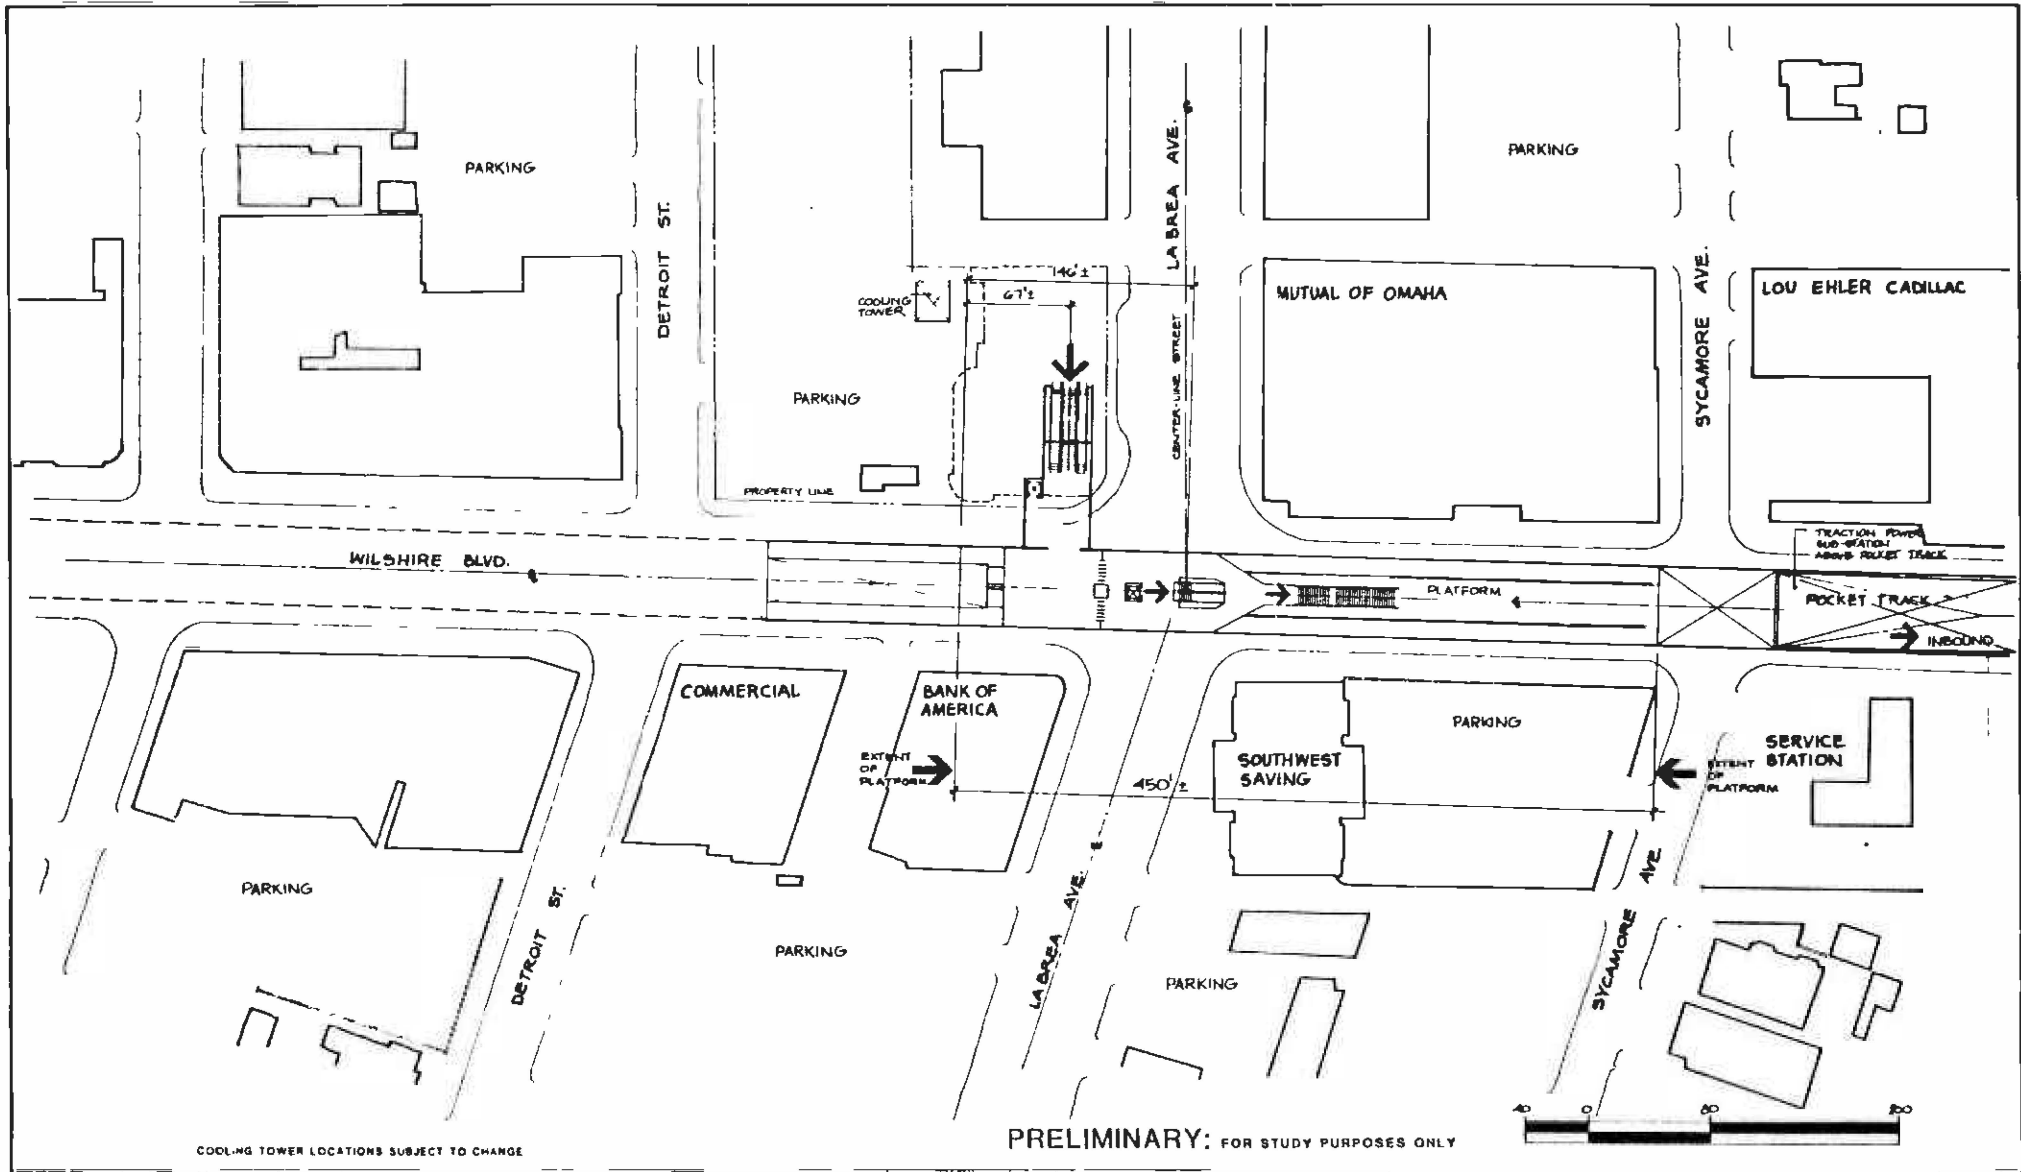 PARKING
PARKING
DETROIT ST.
LA BREA AVE.
SYCAMORE AVE.
146'±
67'±
COOLING
TOWER
MUTUAL OF OMAHA
LOU EHLER CADILLAC
CENTER-LINE STREET
PARKING
PROPERTY LINE
WILSHIRE BLVD.
TRACTION POWER
SUB-STATION
ABOVE POCKET TRACK
PLATFORM
POCKET TRACK
INBOUND
COMMERCIAL
BANK OF
AMERICA
PARKING
EXTENT
OF
PLATFORM
450'±
SOUTHWEST
SAVING
SERVICE
STATION
EXTENT
OF
PLATFORM
PARKING
DETROIT ST.
LA BREA AVE.
SYCAMORE AVE.
PARKING
PARKING
40 0 80 200
PRELIMINARY: FOR STUDY PURPOSES ONLY
COOLING TOWER LOCATIONS SUBJECT TO CHANGE